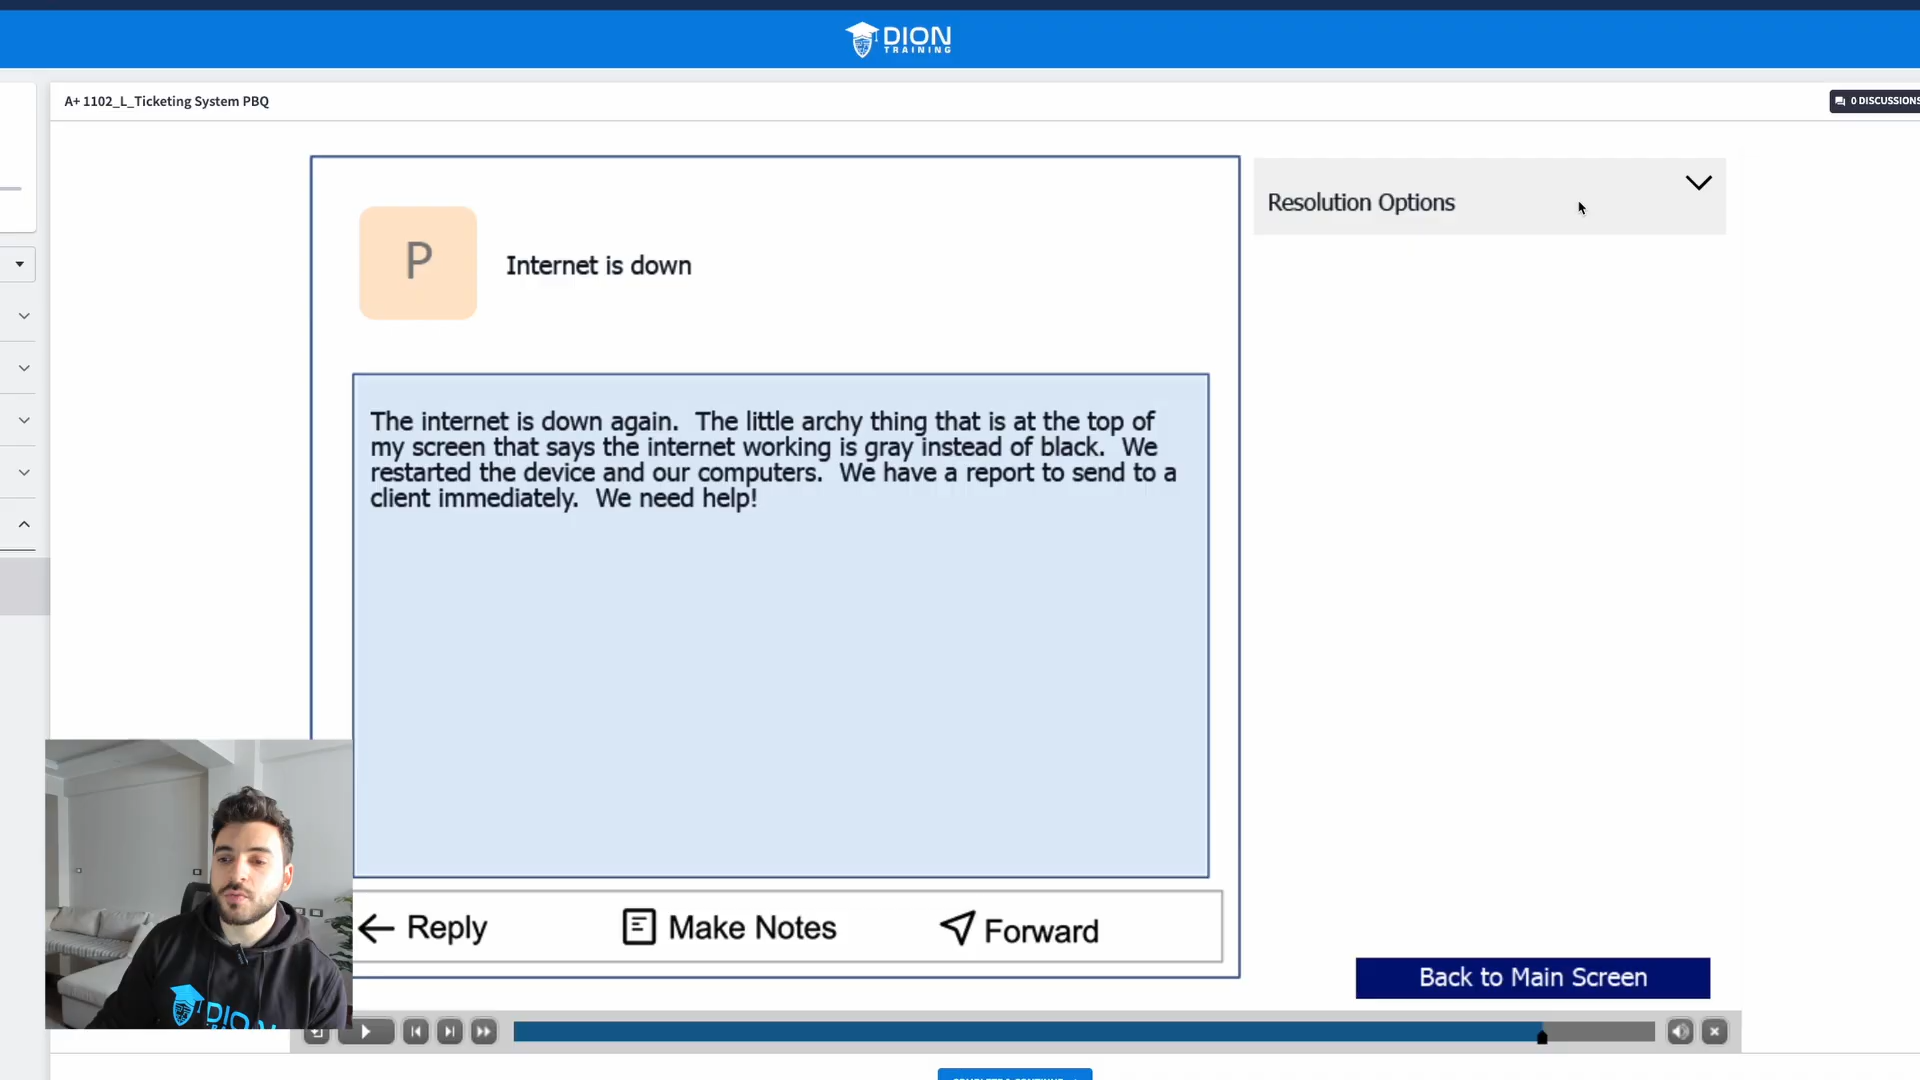 DION
TRAINING
A+ 1102_L_Ticketing System PBQ
0 DISCUSSIONS
P
Internet is down
Resolution Options
The internet is down again. The little archy thing that is at the top of
my screen that says the internet working is gray instead of black. We
restarted the device and our computers. We have a report to send to a
client immediately. We need help!
Reply
Make Notes
Forward
Back to Main Screen
DION